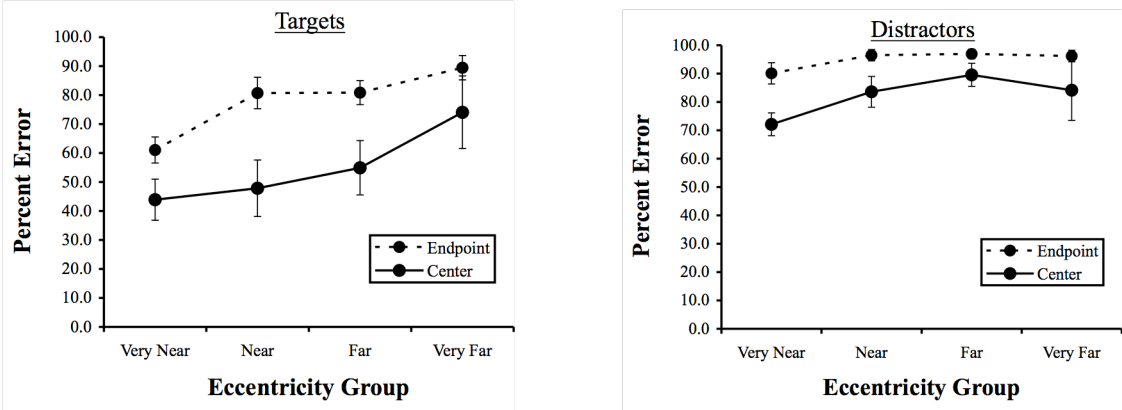 Targets
Percent Error
100.0
90.0
80.0
70.0
60.0
50.0
40.0
30.0
20.0
10.0
0.0
Endpoint
Center
Very Near Near Far Very Far
Eccentricity Group
Distractors
Percent Error
100.0
90.0
80.0
70.0
60.0
50.0
40.0
30.0
20.0
10.0
0.0
Endpoint
Center
Very Near Near Far Very Far
Eccentricity Group